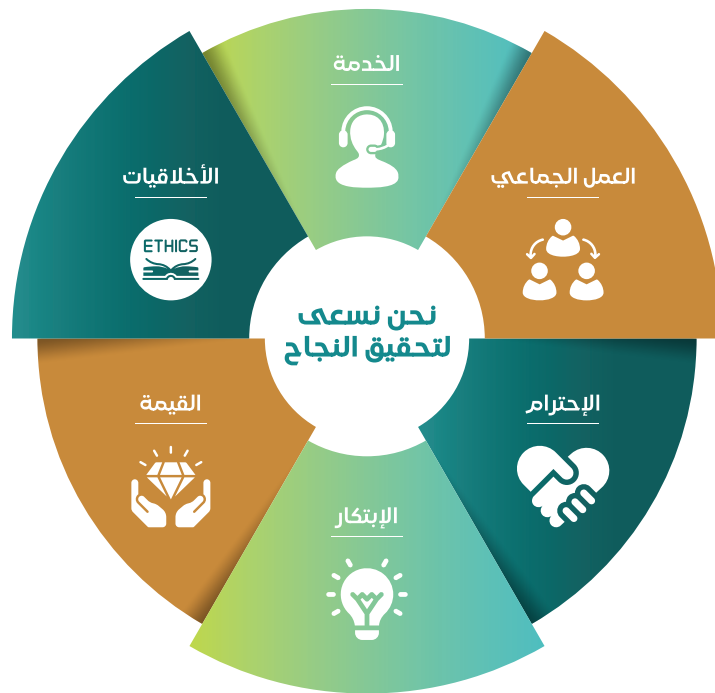 الخدمة
العمل الجماعي
الأخلاقيات
ETHICS
نحن نسعى
لتحقيق النجاح
الإحترام
القيمة
الإبتكار